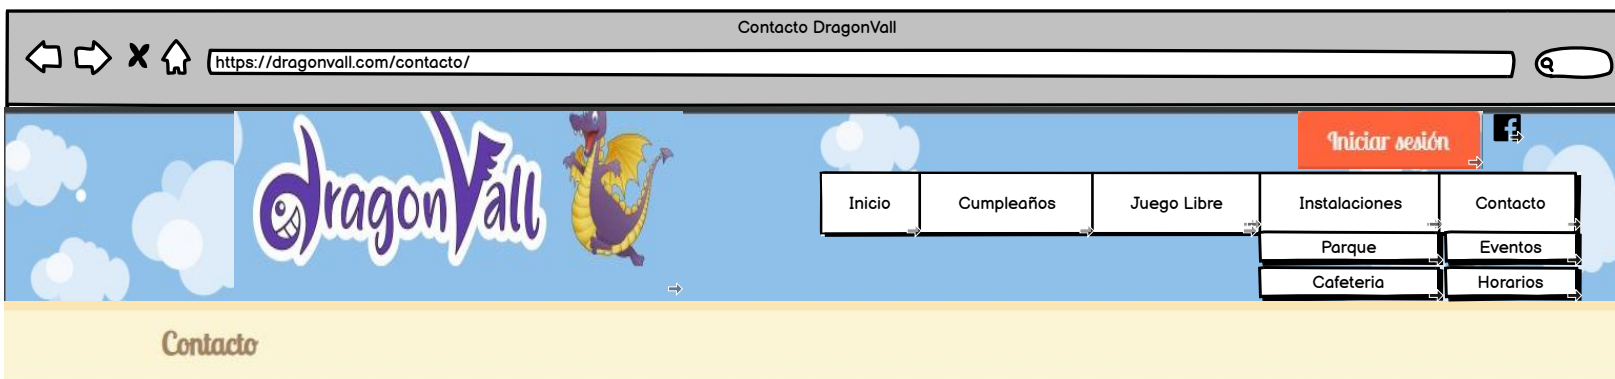 Contacto DragonVall
https://dragonvall.com/contacto/
dragonVall
Iniciar sesión
Inicio
Cumpleaños
Juego Libre
Instalaciones
Contacto
Parque
Eventos
Cafeteria
Horarios
Contacto